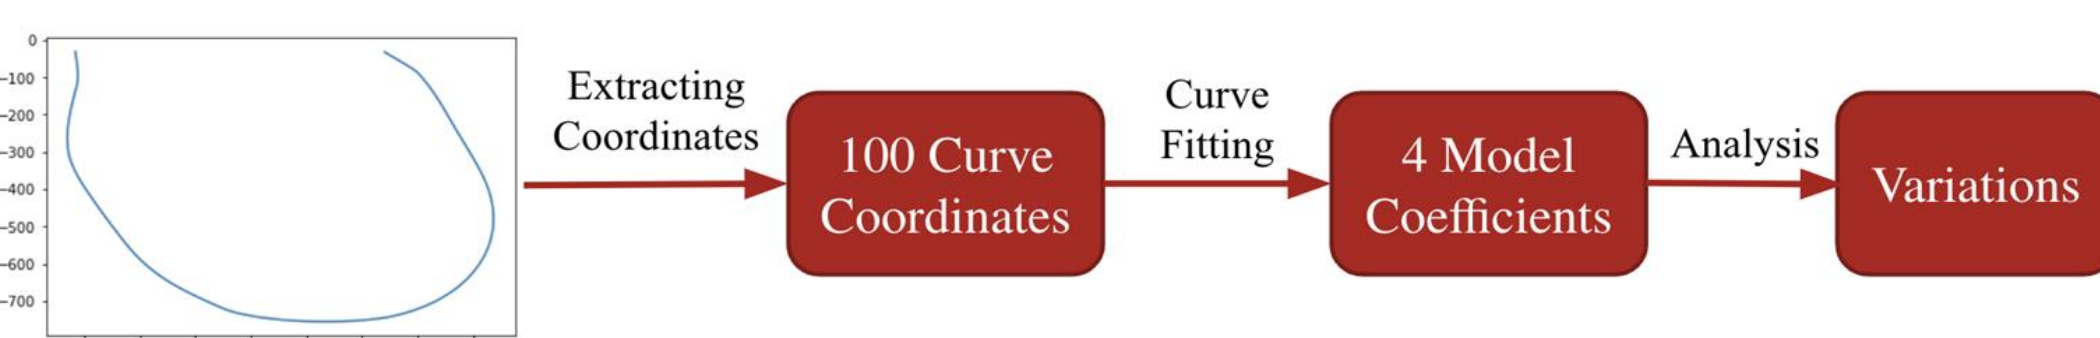 0
−100
−200
−300
−400
−500
−600
−700
Extracting
Coordinates
100 Curve
Coordinates
Curve
Fitting
4 Model
Coefficients
Analysis
Variations